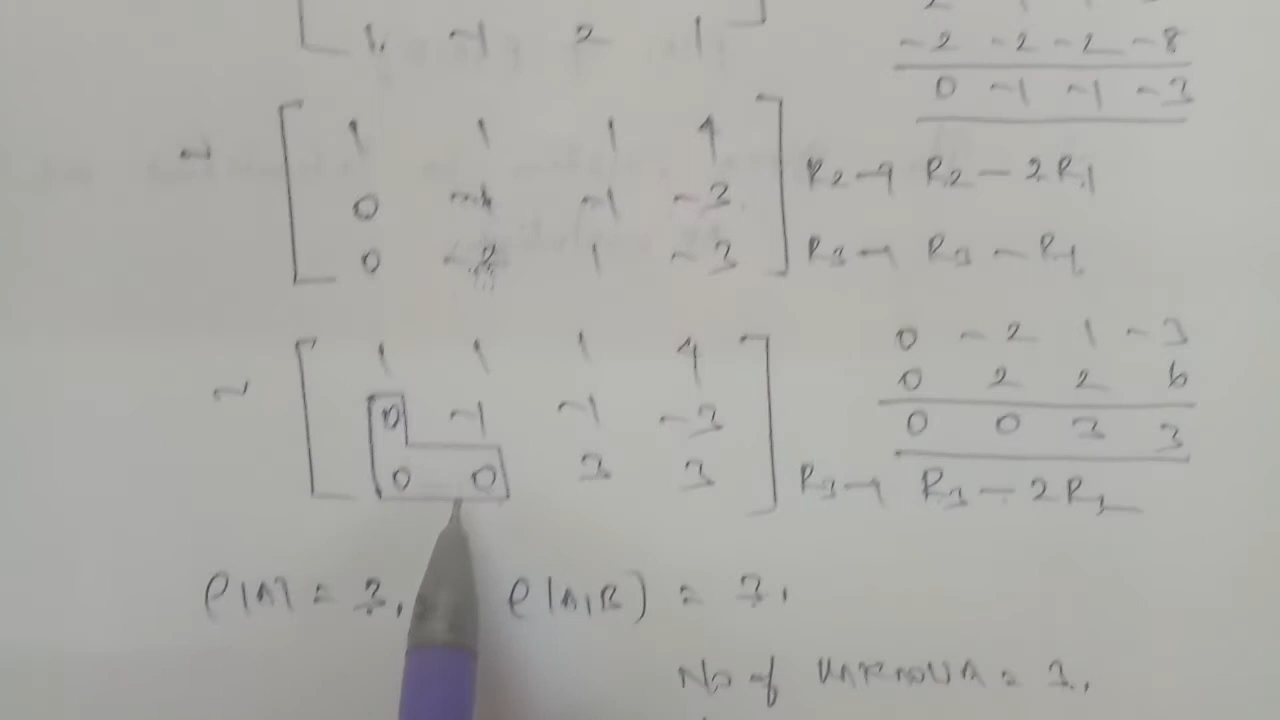 1 -1 2 1
-2 -2 -2 -8
0 -1 -1 -3
~ 1 1 1 4
0 -1 -1 -3 R2 → R2 - 2R1
0 -2 1 -3 R3 → R3 - R1
0 -2 1 -3
0 2 2 6
0 0 3 3
~ 1 1 1 4
0 -1 -1 -3
0 0 3 3 R3 → R3 - 2R
ρ(A) = 3, ρ(A,B) = 3,
No of unknown = 3,